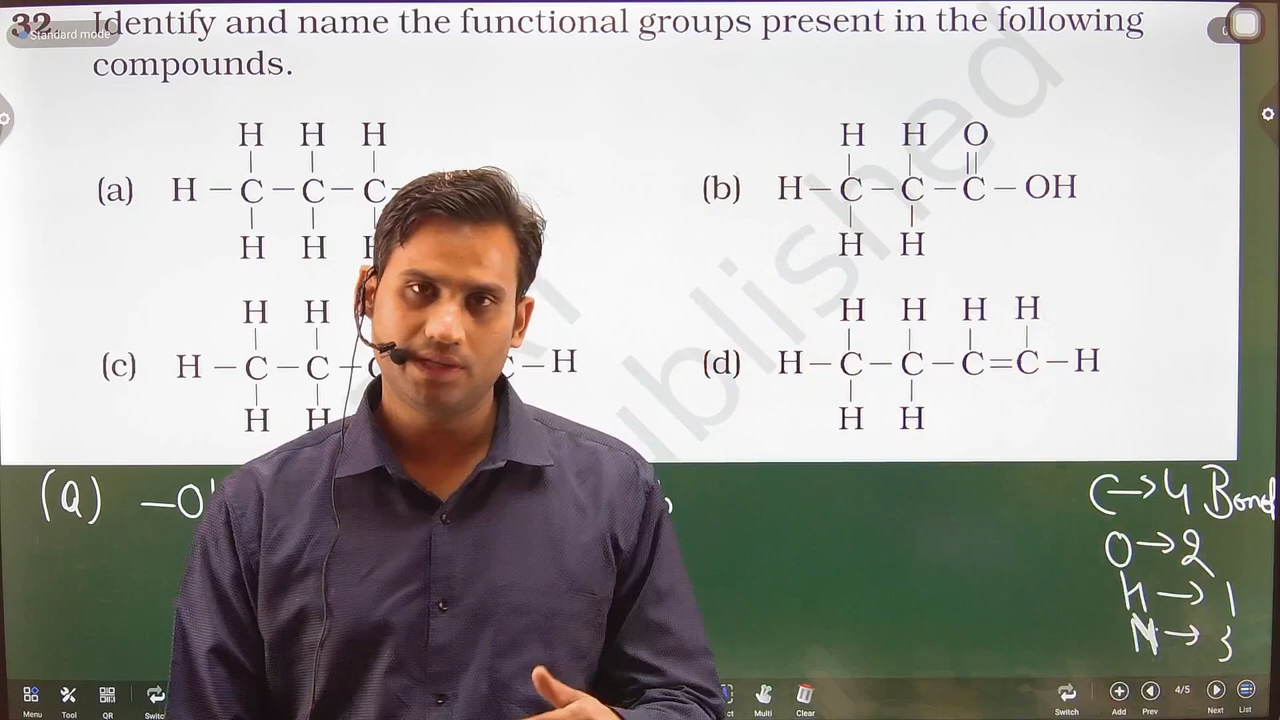 32. Identify and name the functional groups present in the following
compounds.
H H H
(a) H – C – C – C –
H H H
H H O
(b) H – C – C – C – OH
H H
H H
(c) H – C – C – C – H
H H
H H H H
(d) H – C – C – C = C – H
H H
(a) –O
C → 4 Bond
O → 2
H → 1
N → 3
Standard mode
ublished
Menu Tool QR Multi Clear
Switch Add Prev 4/5 Next List